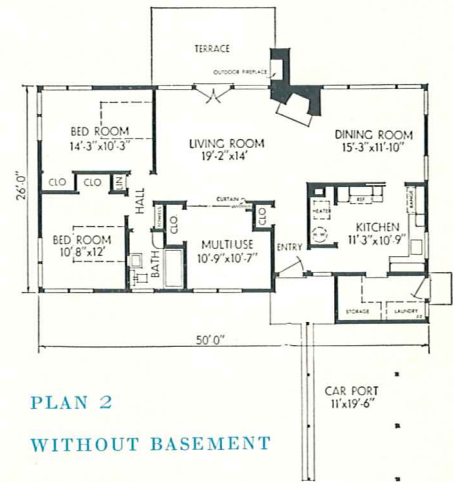 TERRACE
OUTDOOR FIREPLACE
BED ROOM
14'-3"x10'-3"
LIVING ROOM
19'-2"x14'
DINING ROOM
15'-3"x11'-10"
26'-0"
CLO
CLO
LIN
HALL
CURTAIN
CLO
CLO
HEATER
REF
RANGE
KITCHEN
11'-3"x10'-9"
BED ROOM
10'-8"x12'
BATH
MULTI USE
10'-9"x10'-7"
ENTRY
STORAGE
LAUNDRY
50'-0"
CAR PORT
11'x19'-6"
PLAN 2
WITHOUT BASEMENT